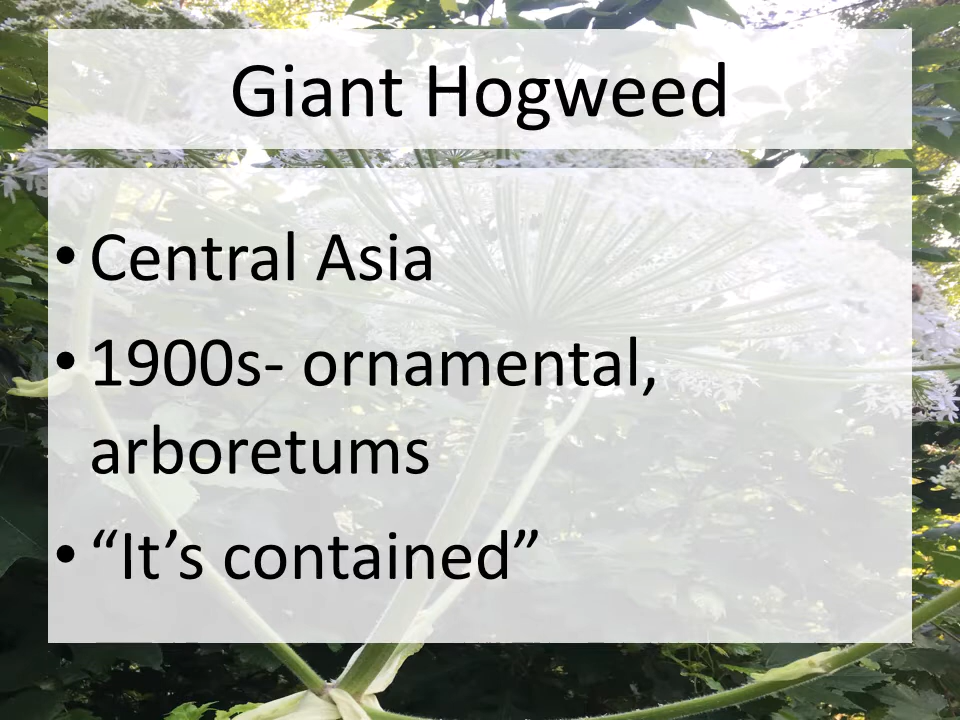 Giant Hogweed
• Central Asia
• 1900s- ornamental,
arboretums
• “It’s contained”